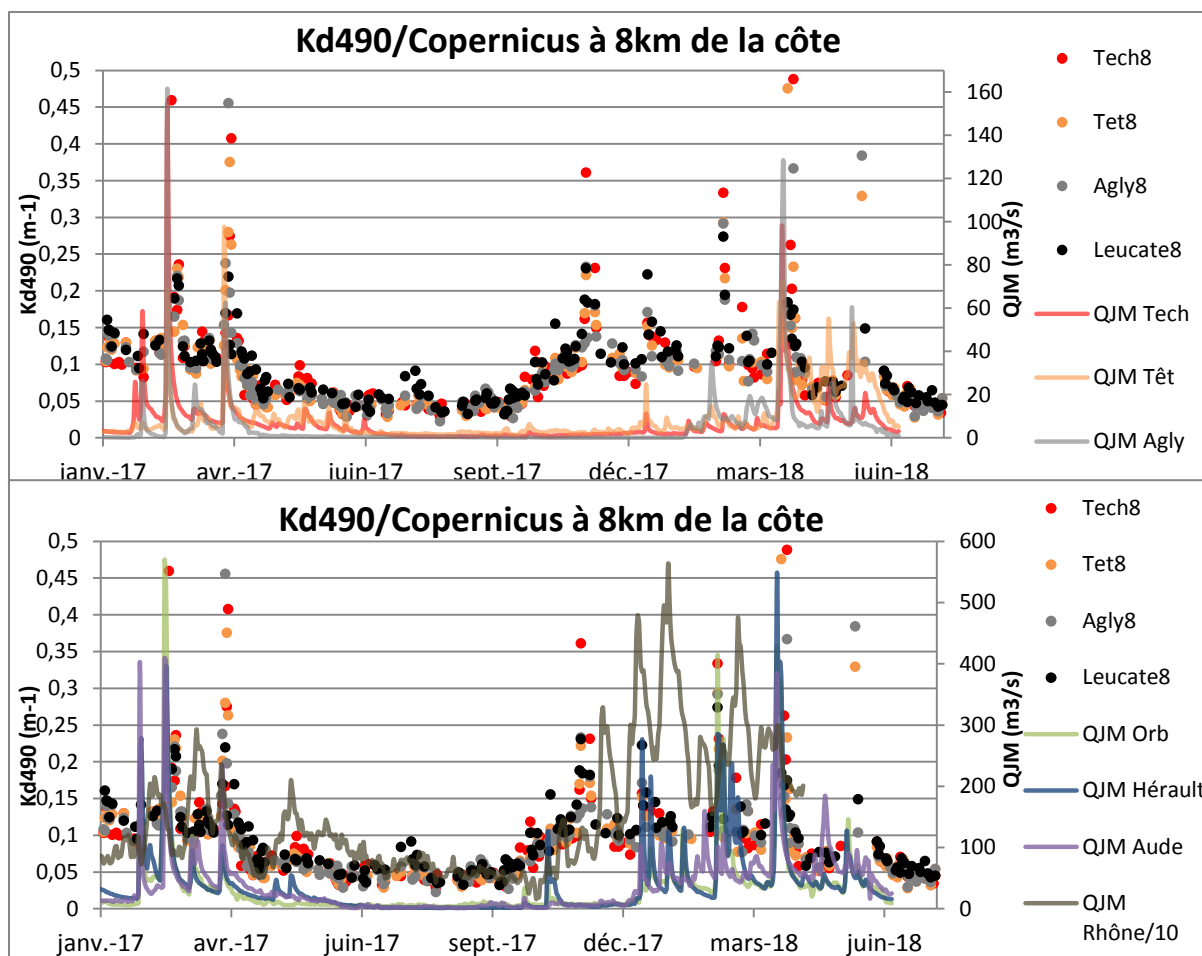 Kd490/Copernicus à 8km de la côte
Kd490 (m-1)
0,5
0,45
0,4
0,35
0,3
0,25
0,2
0,15
0,1
0,05
0
160
140
120
100
80
60
40
20
0
QJM (m3/s)
janv.-17
avr.-17
juin-17
sept.-17
déc.-17
mars-18
juin-18
Tech8
Tet8
Agly8
Leucate8
QJM Tech
QJM Têt
QJM Agly
Kd490/Copernicus à 8km de la côte
Kd490 (m-1)
0,5
0,45
0,4
0,35
0,3
0,25
0,2
0,15
0,1
0,05
0
600
500
400
300
200
100
0
QJM (m3/s)
janv.-17
avr.-17
juin-17
sept.-17
déc.-17
mars-18
juin-18
Tech8
Tet8
Agly8
Leucate8
QJM Orb
QJM Hérault
QJM Aude
QJM
Rhône/10